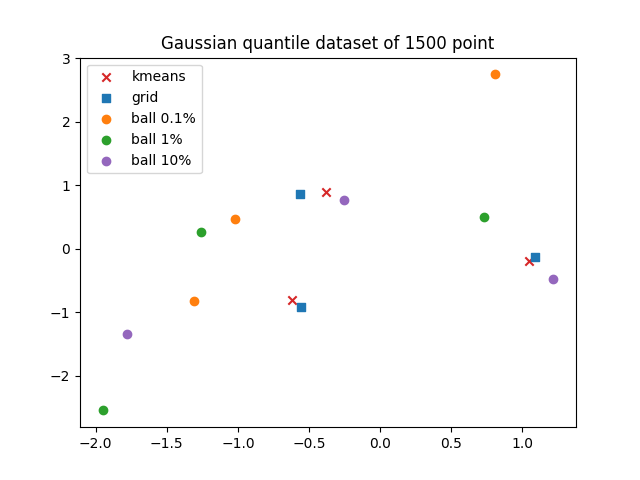 Gaussian quantile dataset of 1500 point
kmeans
grid
ball 0.1%
ball 1%
ball 10%
3
2
1
0
−1
−2
−2.0 −1.5 −1.0 −0.5 0.0 0.5 1.0